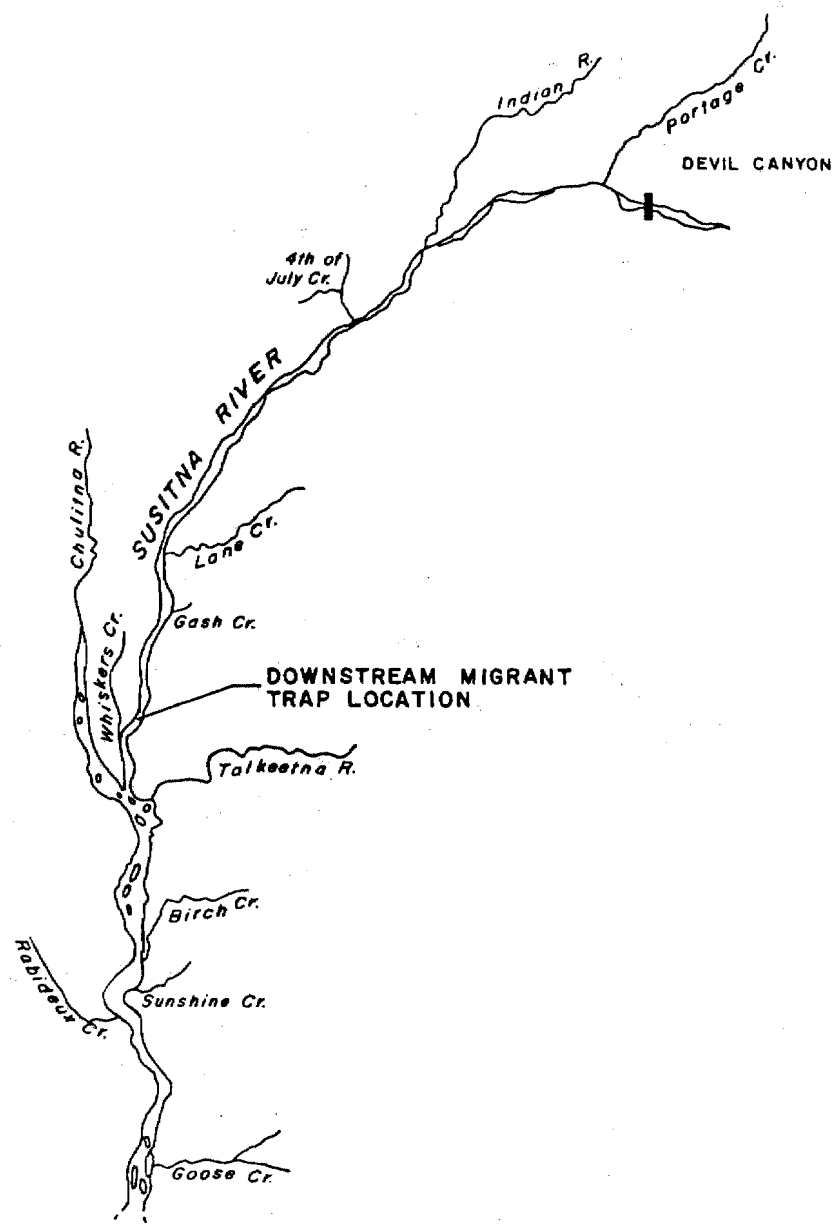 Indian R.
Portage Cr.
DEVIL CANYON
4th of
July Cr.
SUSITNA RIVER
Chulitna R.
Lane Cr.
Gash Cr.
Whiskers Cr.
DOWNSTREAM MIGRANT
TRAP LOCATION
Talkeetna R.
Birch Cr.
Rabideux Cr.
Sunshine Cr.
Goose Cr.